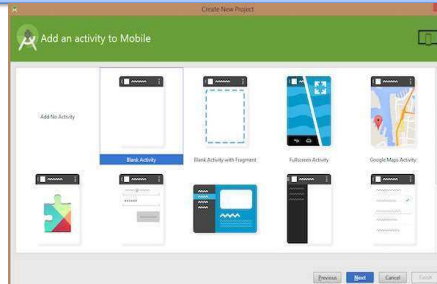 Create New Project
Add an activity to Mobile
Add No Activity
Blank Activity
Blank Activity with Fragment
Fullscreen Activity
Google Maps Activity
Previous
Next
Cancel
Finish